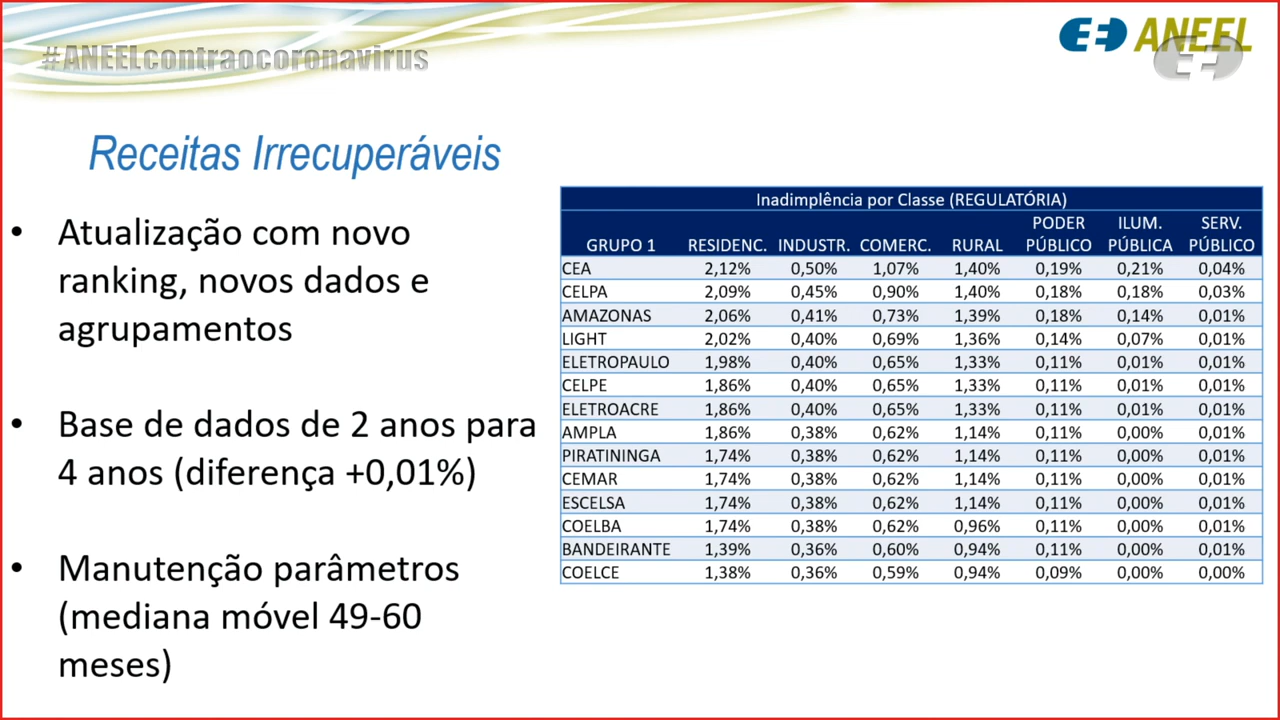 #ANEELcontraocoronavirus
ANEEL
Receitas Irrecuperáveis
• Atualização com novo
ranking, novos dados e
agrupamentos
• Base de dados de 2 anos para
4 anos (diferença +0,01%)
• Manutenção parâmetros
(mediana móvel 49-60
meses)
Inadimplência por Classe (REGULATÓRIA)
GRUPO 1 RESIDENC. INDUSTR. COMERC. RURAL PODER PÚBLICO ILUM. PÚBLICA SERV. PÚBLICO
CEA 2,12% 0,50% 1,07% 1,40% 0,19% 0,21% 0,04%
CELPA 2,09% 0,45% 0,90% 1,40% 0,18% 0,18% 0,03%
AMAZONAS 2,06% 0,41% 0,73% 1,39% 0,18% 0,14% 0,01%
LIGHT 2,02% 0,40% 0,69% 1,36% 0,14% 0,07% 0,01%
ELETROPAULO 1,98% 0,40% 0,65% 1,33% 0,11% 0,01% 0,01%
CELPE 1,86% 0,40% 0,65% 1,33% 0,11% 0,01% 0,01%
ELETROACRE 1,86% 0,40% 0,65% 1,33% 0,11% 0,01% 0,01%
AMPLA 1,86% 0,38% 0,62% 1,14% 0,11% 0,00% 0,01%
PIRATININGA 1,74% 0,38% 0,62% 1,14% 0,11% 0,00% 0,01%
CEMAR 1,74% 0,38% 0,62% 1,14% 0,11% 0,00% 0,01%
ESCELSA 1,74% 0,38% 0,62% 1,14% 0,11% 0,00% 0,01%
COELBA 1,74% 0,38% 0,62% 0,96% 0,11% 0,00% 0,01%
BANDEIRANTE 1,39% 0,36% 0,60% 0,94% 0,11% 0,00% 0,01%
COELCE 1,38% 0,36% 0,59% 0,94% 0,09% 0,00% 0,00%